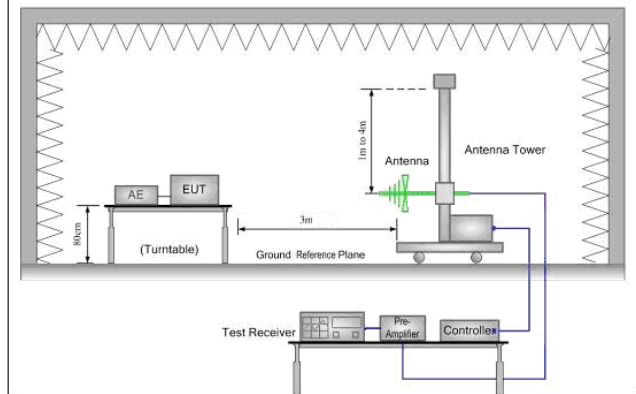 1m to 4m
Antenna
Antenna Tower
AE
EUT
80cm
(Turntable)
3m
Ground Reference Plane
Test Receiver
Pre-
Amplifier
Controller